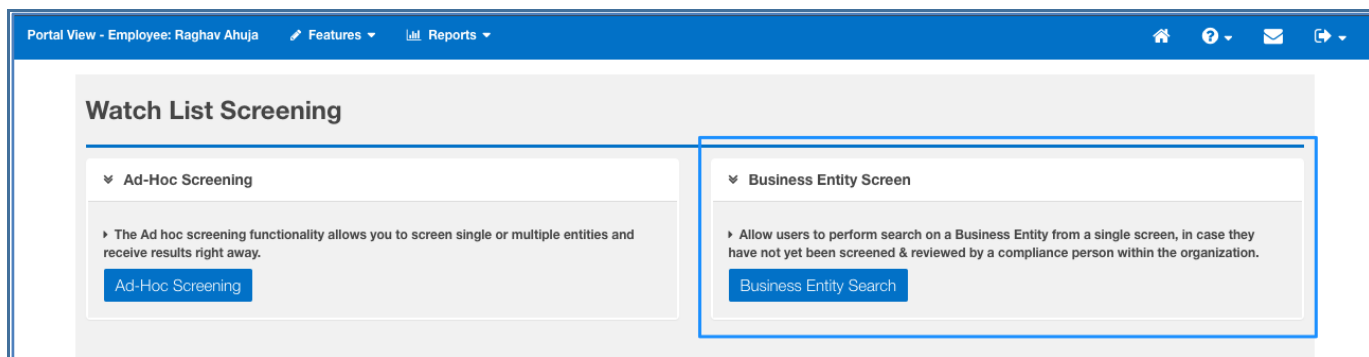 Portal View - Employee: Raghav Ahuja Features Reports
Watch List Screening
Ad-Hoc Screening
The Ad hoc screening functionality allows you to screen single or multiple entities and
receive results right away.
Ad-Hoc Screening
Business Entity Screen
Allow users to perform search on a Business Entity from a single screen, in case they
have not yet been screened & reviewed by a compliance person within the organization.
Business Entity Search